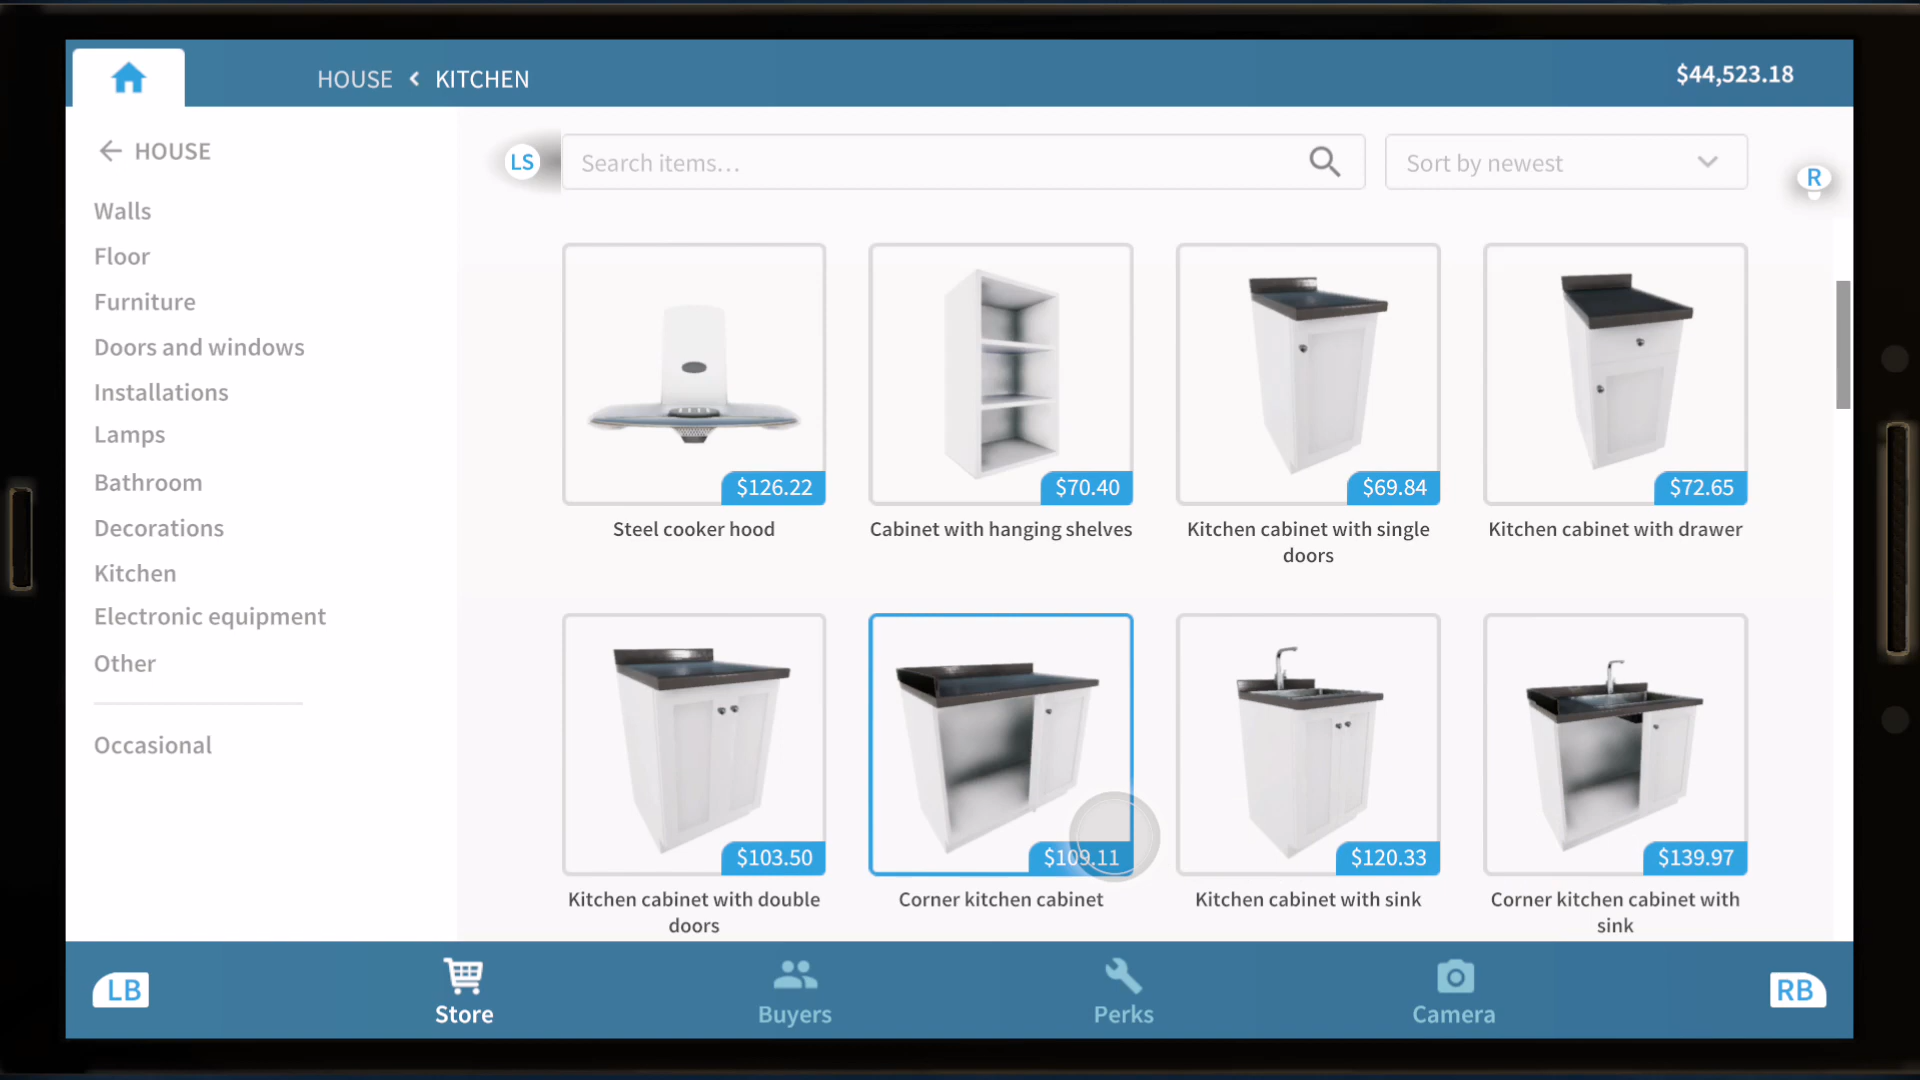 HOUSE < KITCHEN
$44,523.18
HOUSE
LS
Search items...
Sort by newest
R
Walls
Floor
Furniture
Doors and windows
Installations
Lamps
Bathroom
Decorations
Kitchen
Electronic equipment
Other
Occasional
$126.22
$70.40
$69.84
$72.65
Steel cooker hood
Cabinet with hanging shelves
Kitchen cabinet with single
doors
Kitchen cabinet with drawer
$103.50
$109.11
$120.33
$139.97
Kitchen cabinet with double
doors
Corner kitchen cabinet
Kitchen cabinet with sink
Corner kitchen cabinet with
sink
LB
Store
Buyers
Perks
Camera
RB